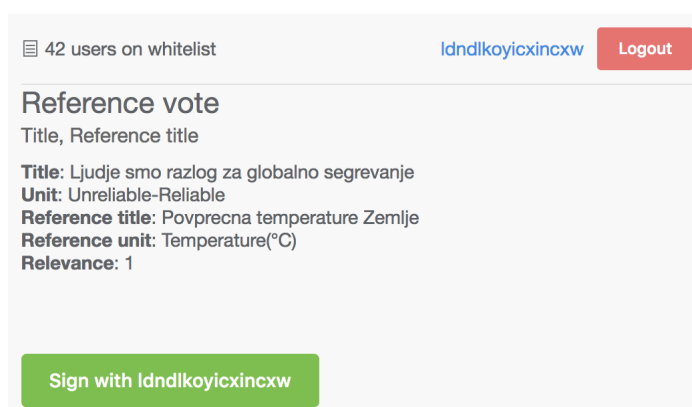 42 users on whitelist
ldndlkoyicxincxw
Logout
Reference vote
Title, Reference title
Title: Ljudje smo razlog za globalno segrevanje
Unit: Unreliable-Reliable
Reference title: Povprecna temperature Zemlje
Reference unit: Temperature(°C)
Relevance: 1
Sign with ldndlkoyicxincxw